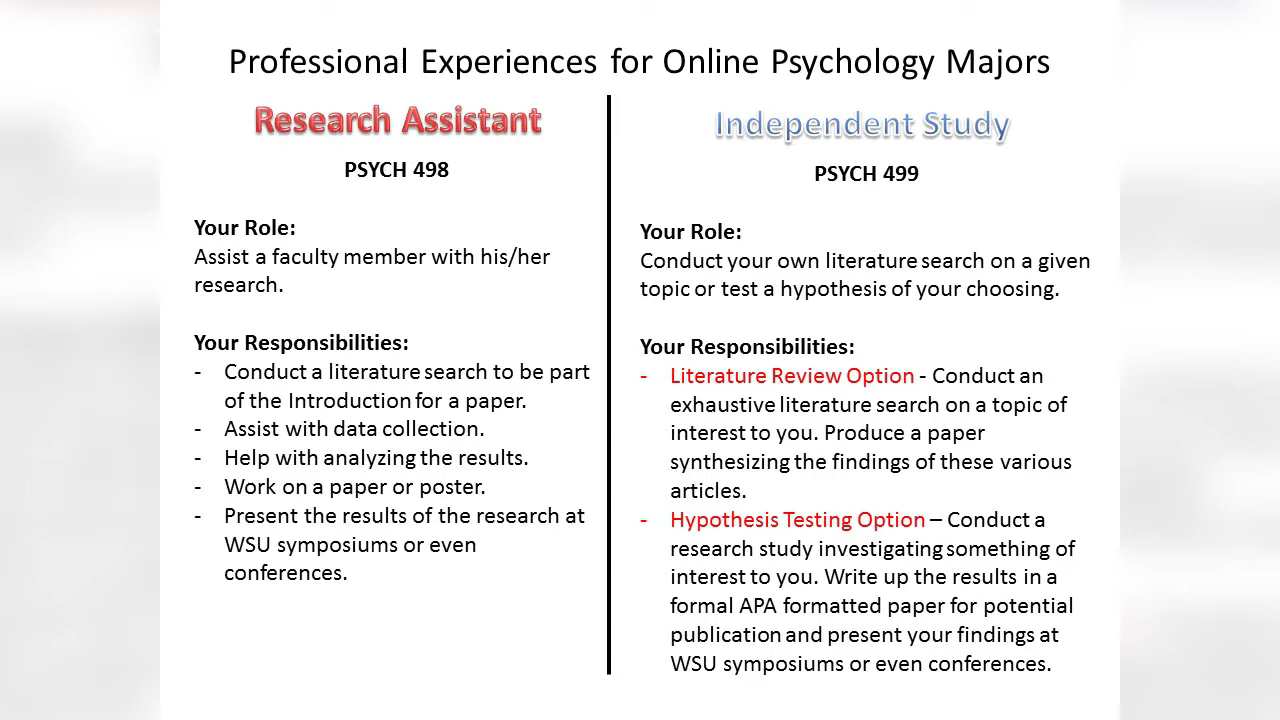 Professional Experiences for Online Psychology Majors
Research Assistant
PSYCH 498
Your Role:
Assist a faculty member with his/her
research.
Your Responsibilities:
- Conduct a literature search to be part
of the Introduction for a paper.
- Assist with data collection.
- Help with analyzing the results.
- Work on a paper or poster.
- Present the results of the research at
WSU symposiums or even
conferences.
Independent Study
PSYCH 499
Your Role:
Conduct your own literature search on a given
topic or test a hypothesis of your choosing.
Your Responsibilities:
- Literature Review Option - Conduct an
exhaustive literature search on a topic of
interest to you. Produce a paper
synthesizing the findings of these various
articles.
- Hypothesis Testing Option – Conduct a
research study investigating something of
interest to you. Write up the results in a
formal APA formatted paper for potential
publication and present your findings at
WSU symposiums or even conferences.